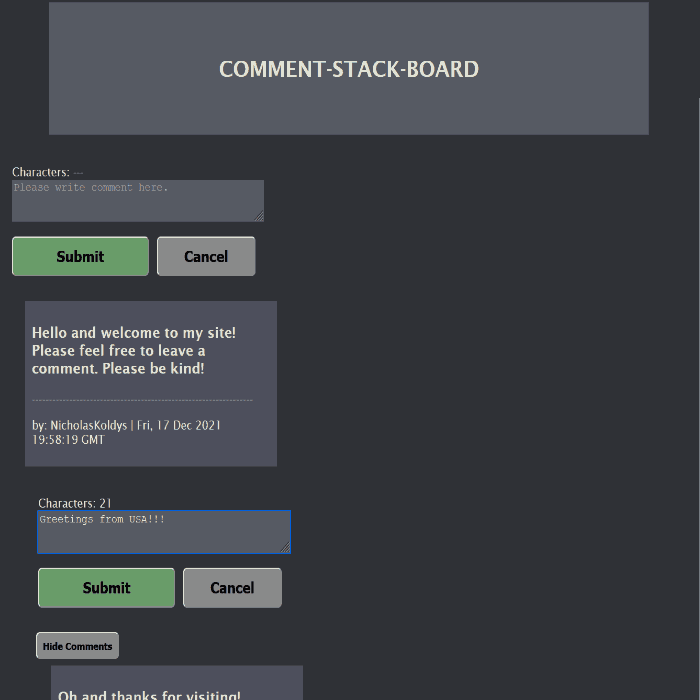 COMMENT-STACK-BOARD
Characters: ---
Please write comment here.
Submit Cancel
Hello and welcome to my site!
Please feel free to leave a
comment. Please be kind!
------------------------------------------------------------
by: NicholasKoldys | Fri, 17 Dec 2021
19:58:19 GMT
Characters: 21
Greetings from USA!!!
Submit Cancel
Hide Comments
Oh and thanks for visiting!